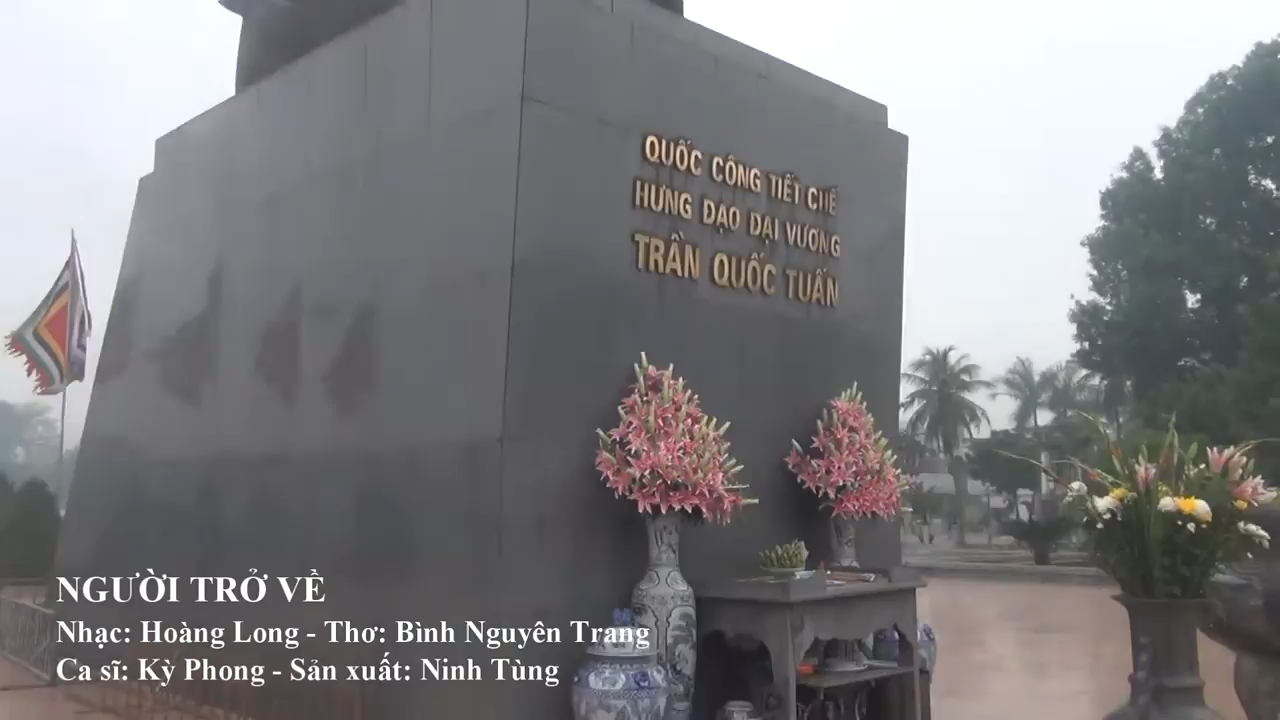 QUỐC CÔNG TIẾT CHẾ
HƯNG ĐẠO ĐẠI VƯƠNG
TRẦN QUỐC TUẤN
NGƯỜI TRỞ VỀ
Nhạc: Hoàng Long - Thơ: Bình Nguyên Trang
Ca sĩ: Kỳ Phong - Sản xuất: Ninh Tùng